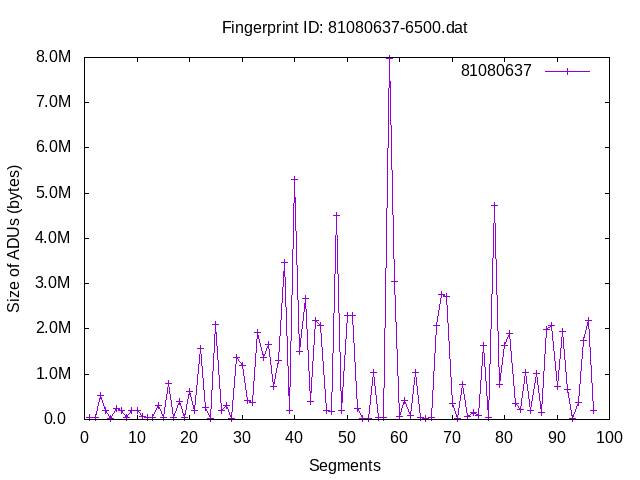 Fingerprint ID: 81080637-6500.dat
81080637
8.0M
7.0M
6.0M
5.0M
4.0M
3.0M
2.0M
1.0M
0.0
Size of ADUs (bytes)
0 10 20 30 40 50 60 70 80 90 100
Segments